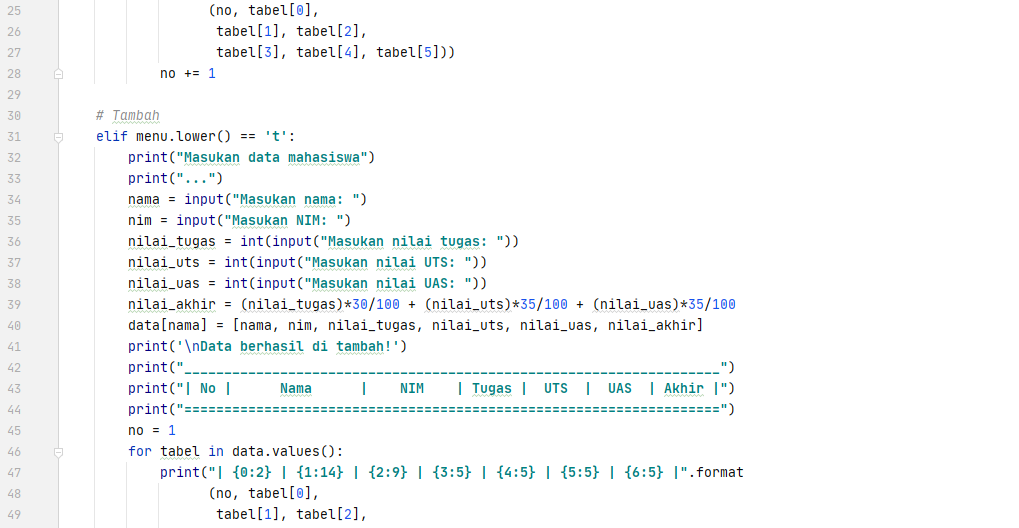 25                         (no, tabel[0],
26                          tabel[1], tabel[2],
27                          tabel[3], tabel[4], tabel[5]))
28                   no += 1
29
30           # Tambah
31           elif menu.lower() == 't':
32               print("Masukan data mahasiswa")
33               print("...")
34               nama = input("Masukan nama: ")
35               nim = input("Masukan NIM: ")
36               nilai_tugas = int(input("Masukan nilai tugas: "))
37               nilai_uts = int(input("Masukan nilai UTS: "))
38               nilai_uas = int(input("Masukan nilai UAS: "))
39               nilai_akhir = (nilai_tugas)*30/100 + (nilai_uts)*35/100 + (nilai_uas)*35/100
40               data[nama] = [nama, nim, nilai_tugas, nilai_uts, nilai_uas, nilai_akhir]
41               print('\nData berhasil di tambah!')
42               print("___________________________________________________________________")
43               print("| No |      Nama      |    NIM    | Tugas |  UTS  |  UAS  | Akhir |")
44               print("===================================================================")
45               no = 1
46               for tabel in data.values():
47                   print("| {0:2} | {1:14} | {2:9} | {3:5} | {4:5} | {5:5} | {6:5} |".format
48                         (no, tabel[0],
49                          tabel[1], tabel[2],